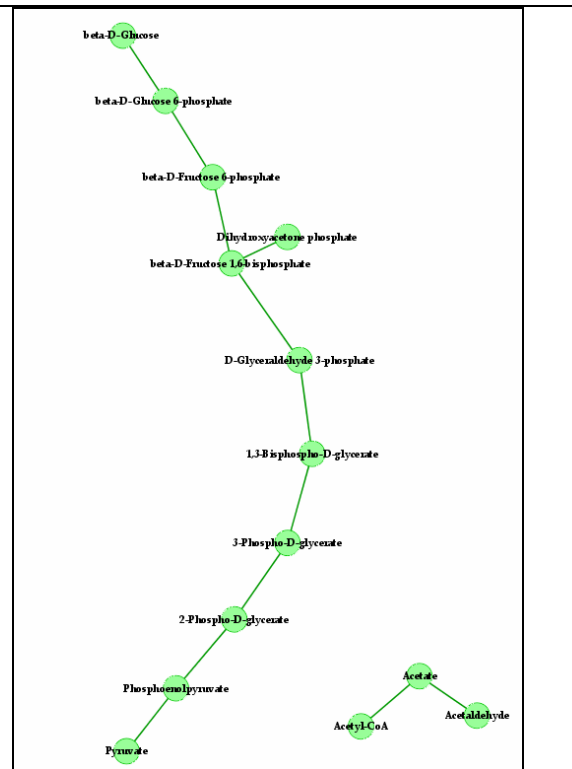 beta-D-Glucose
beta-D-Glucose 6-phosphate
beta-D-Fructose 6-phosphate
Dihydroxyacetone phosphate
beta-D-Fructose 1,6-bisphosphate
D-Glyceraldehyde 3-phosphate
1,3-Bisphospho-D-glycerate
3-Phospho-D-glycerate
2-Phospho-D-glycerate
Acetate
Phosphoenolpyruvate
Acetaldehyde
Acetyl-CoA
Pyruvate